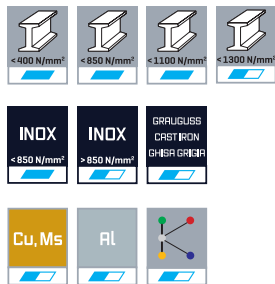 <400 N/mm² <850 N/mm² <1100 N/mm² <1300 N/mm²
INOX INOX GRAUGUSS
CAST IRON
GHISA GRIGIA
<850 N/mm² >850 N/mm²
Cu, Ms Al